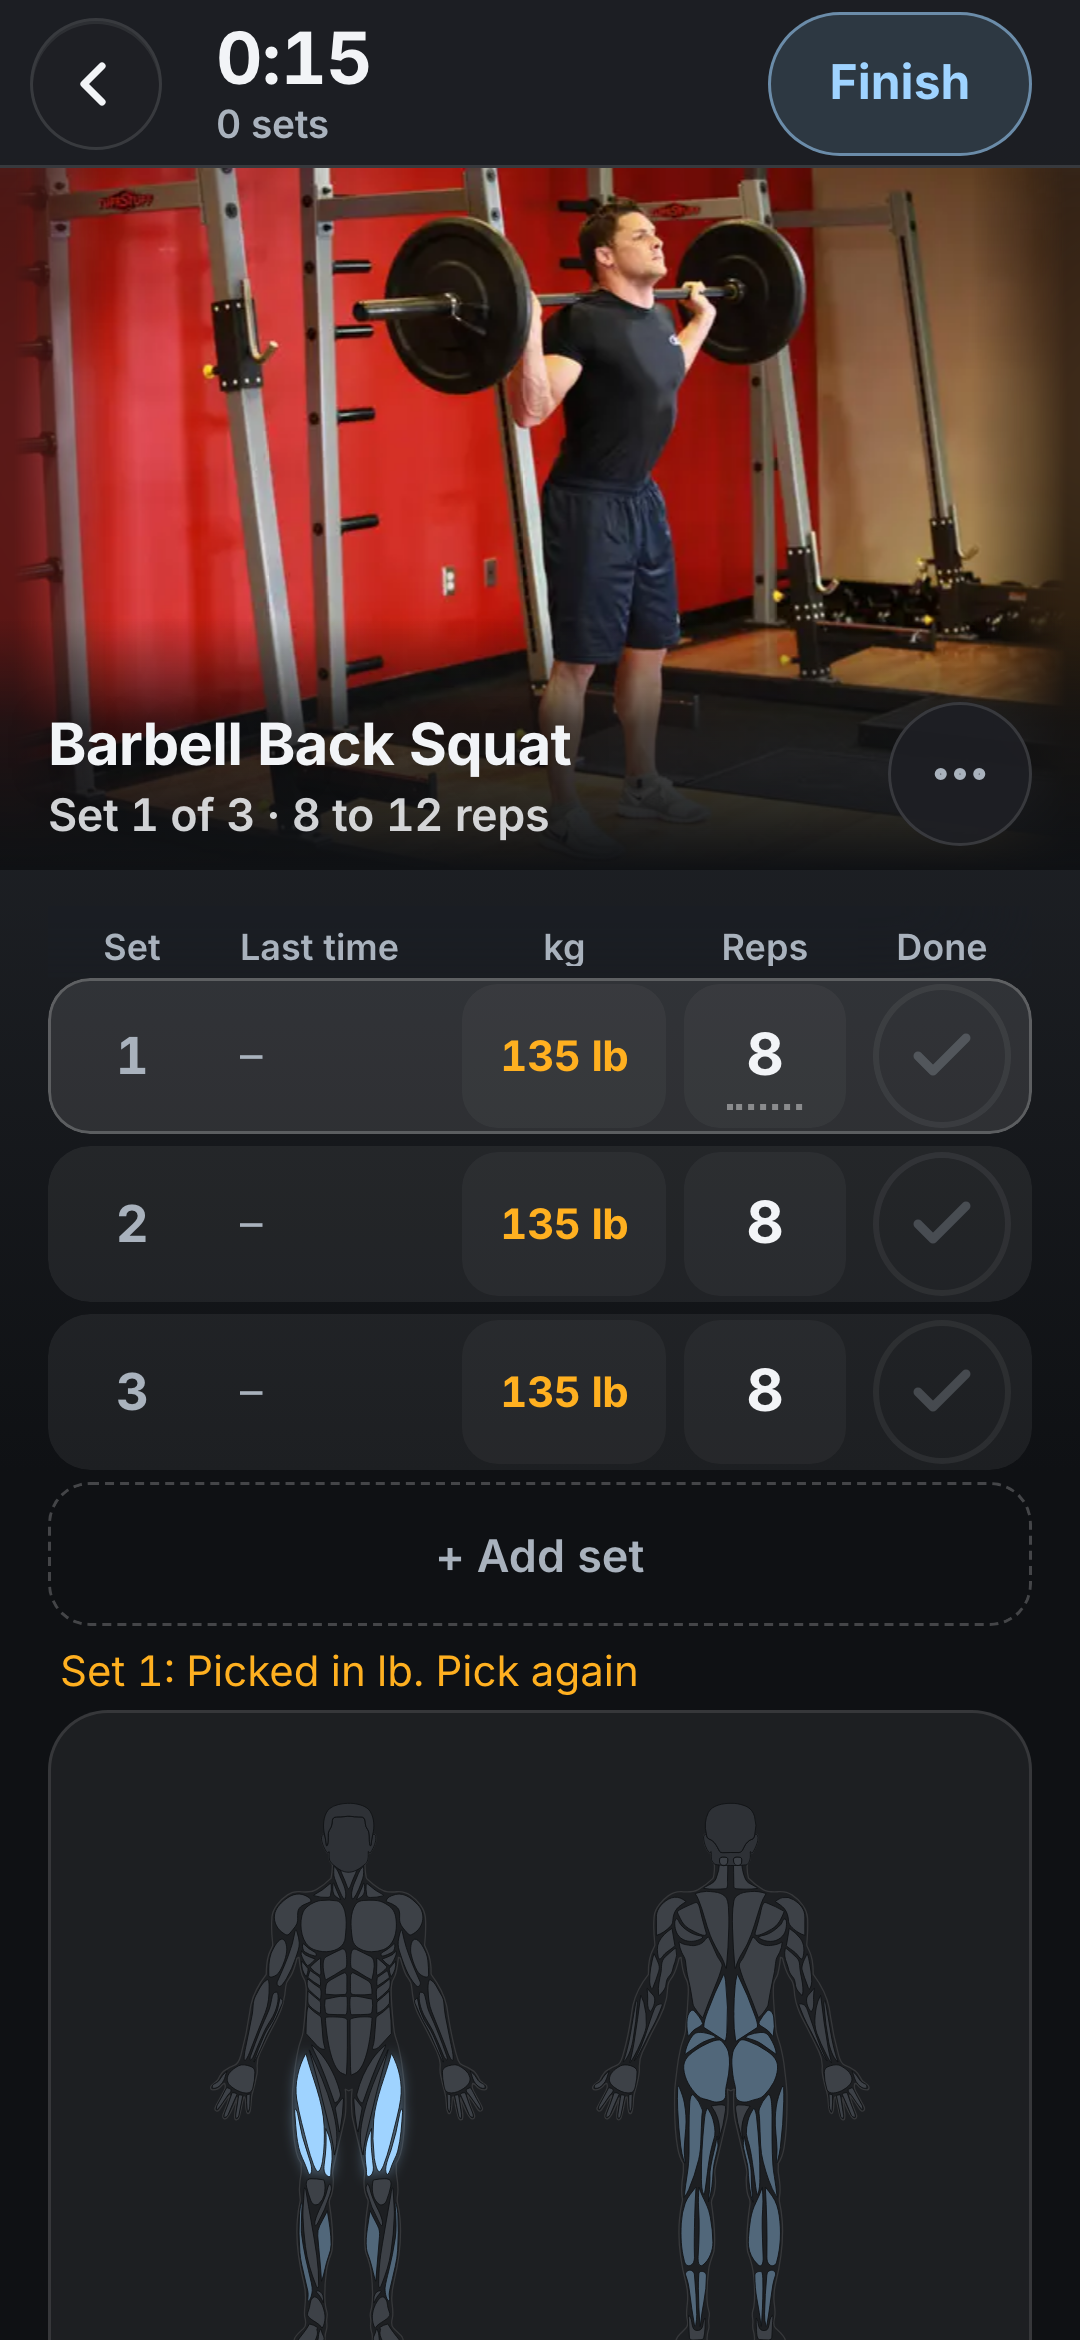 0:15
0 sets
Finish
Barbell Back Squat
Set 1 of 3 · 8 to 12 reps
Set Last time kg Reps Done
1 – 135 lb 8
2 – 135 lb 8
3 – 135 lb 8
+ Add set
Set 1: Picked in lb. Pick again